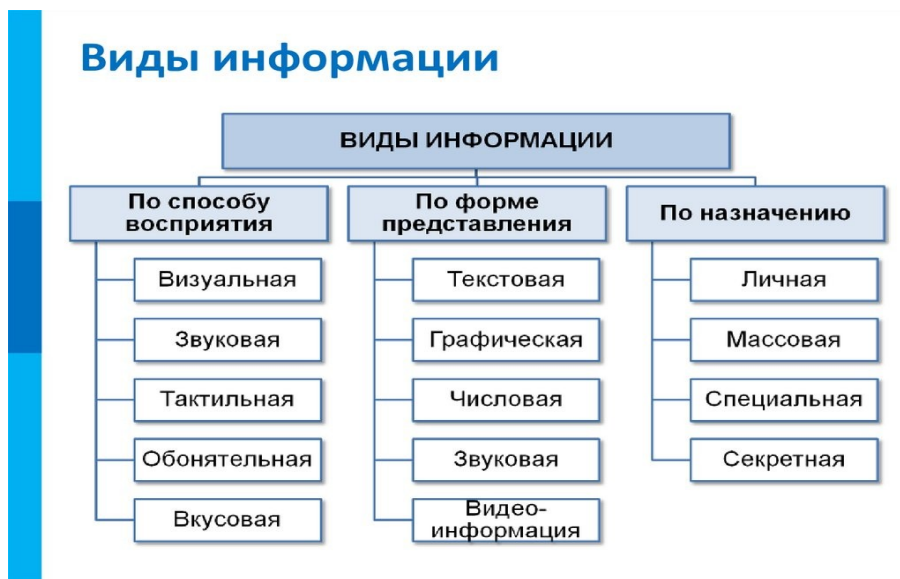 Виды информации
ВИДЫ ИНФОРМАЦИИ
По способу
восприятия
Визуальная
Звуковая
Тактильная
Обонятельная
Вкусовая
По форме
представления
Текстовая
Графическая
Числовая
Звуковая
Видео-
информация
По назначению
Личная
Массовая
Специальная
Секретная